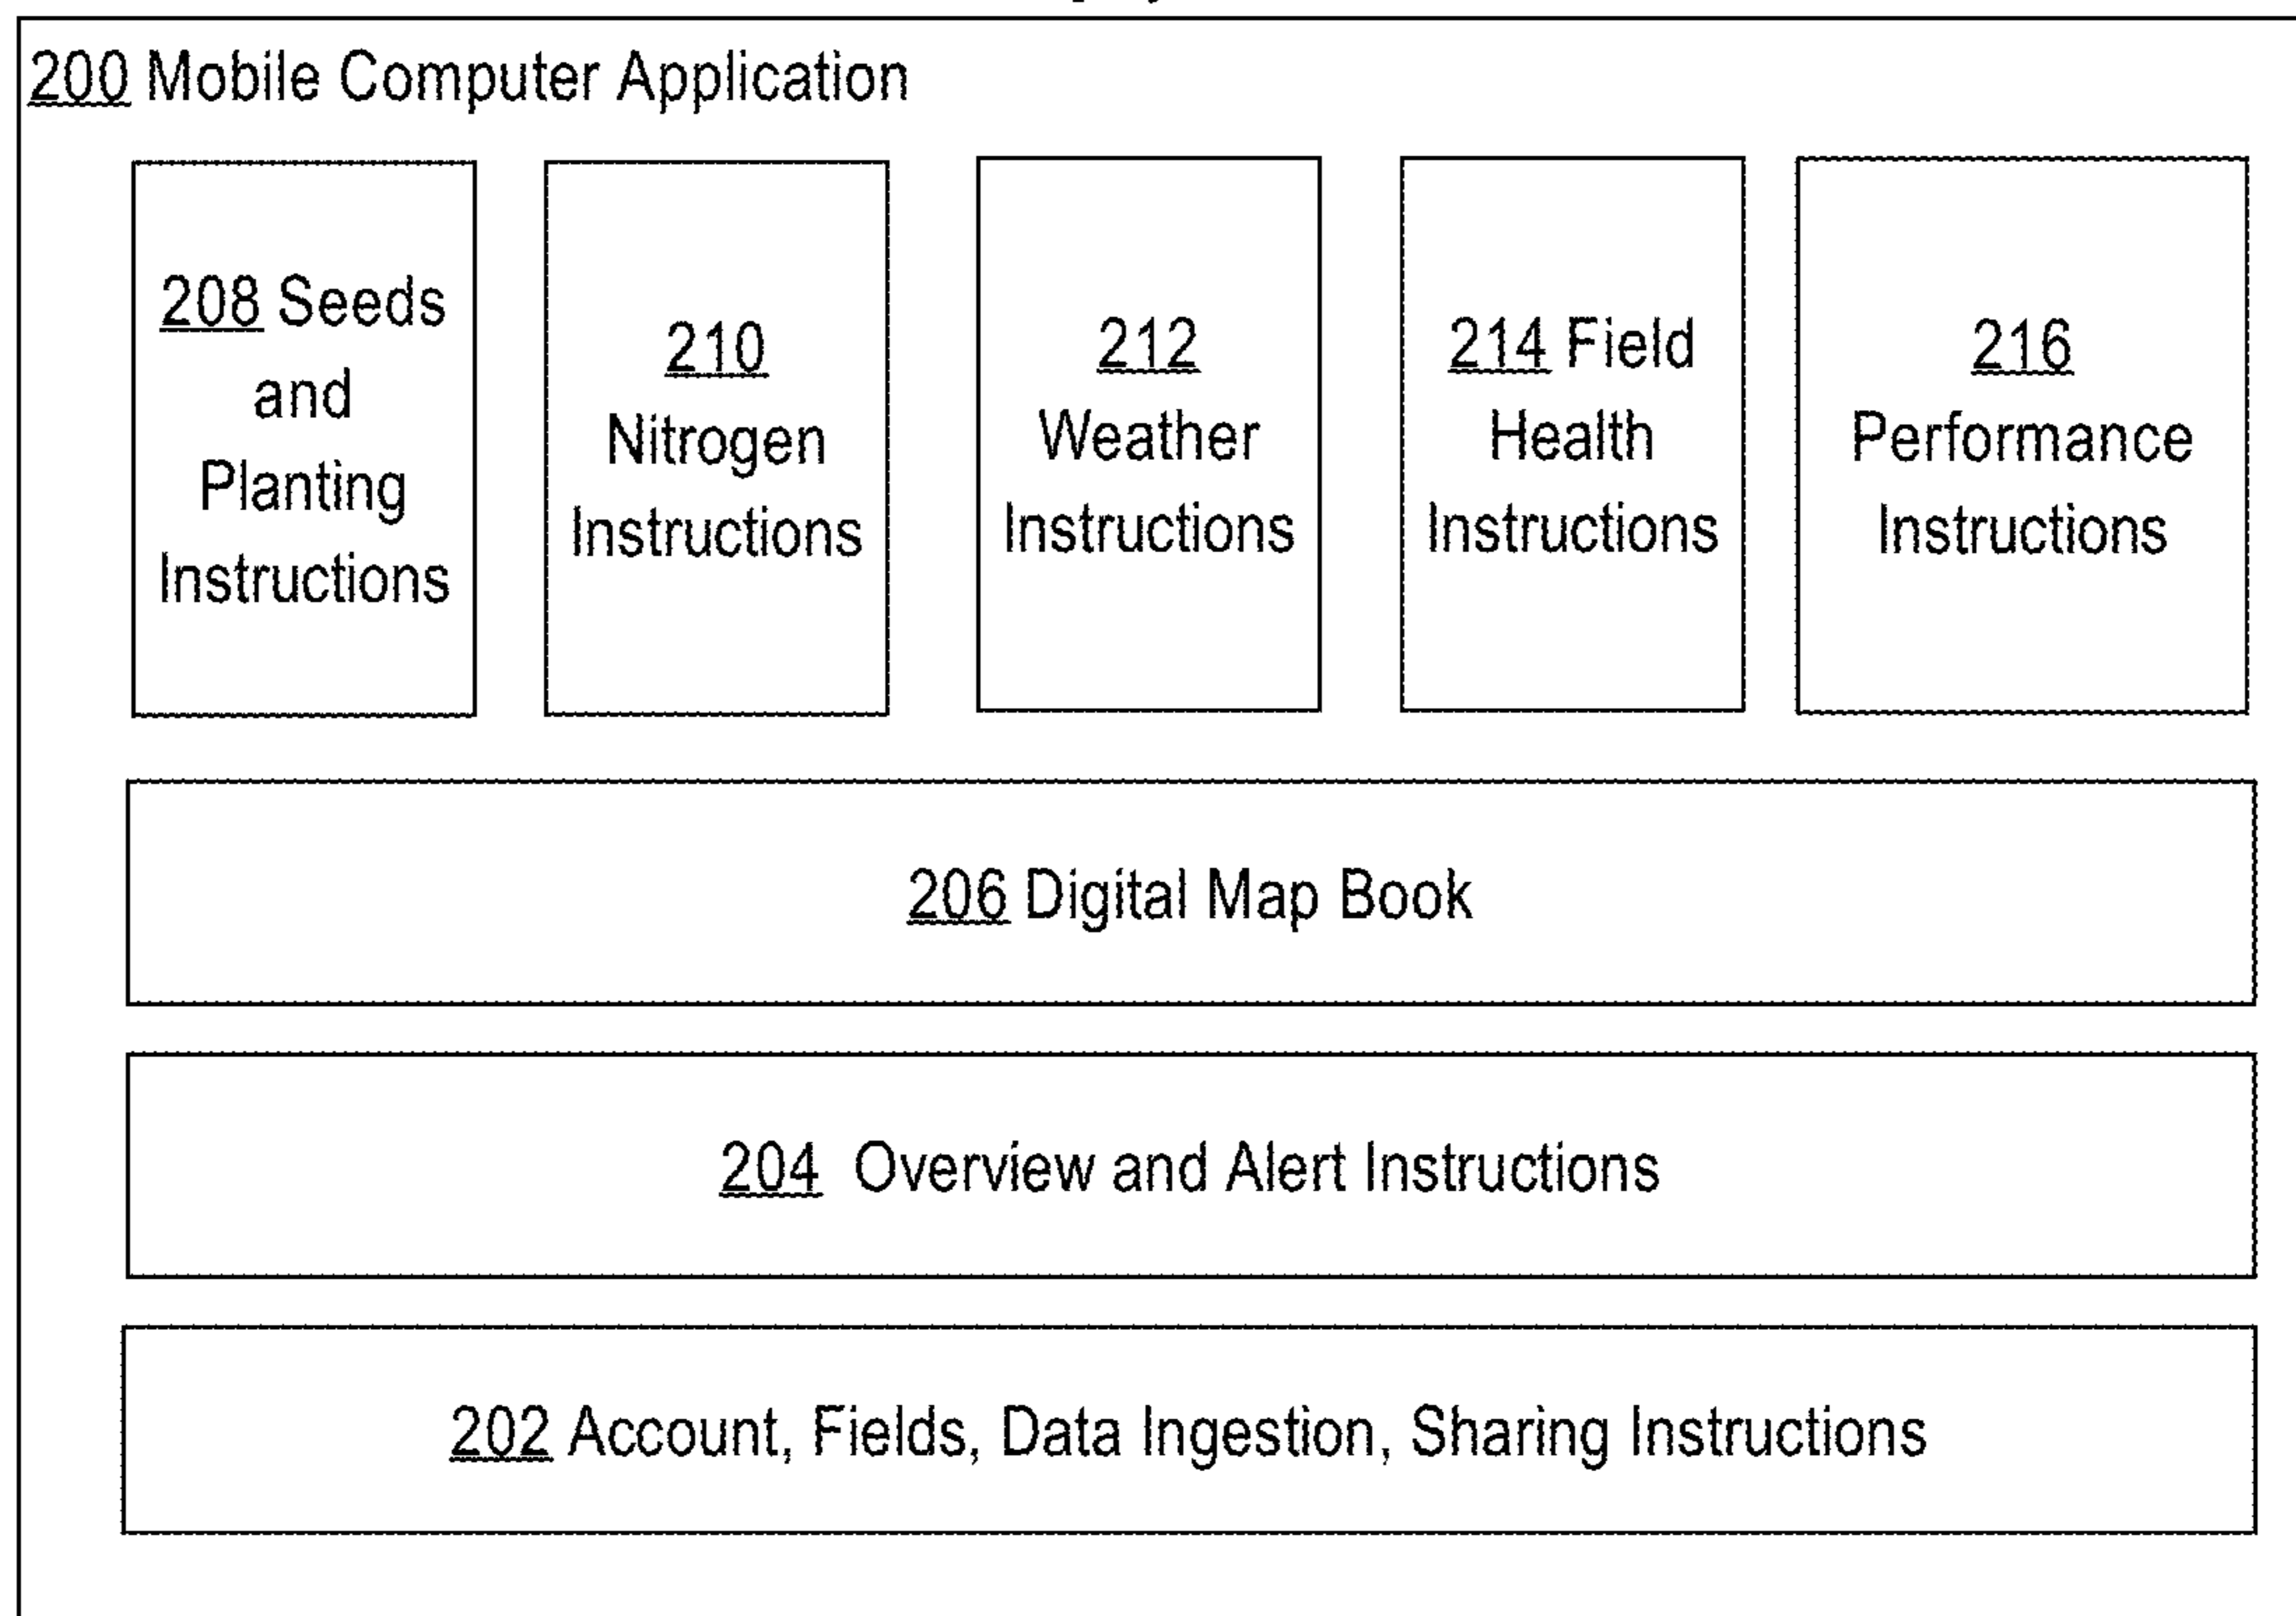 200 Mobile Computer Application
208 Seeds
and
Planting
Instructions
210
Nitrogen
Instructions
212
Weather
Instructions
214 Field
Health
Instructions
216
Performance
Instructions
206 Digital Map Book
204 Overview and Alert Instructions
202 Account, Fields, Data Ingestion, Sharing Instructions